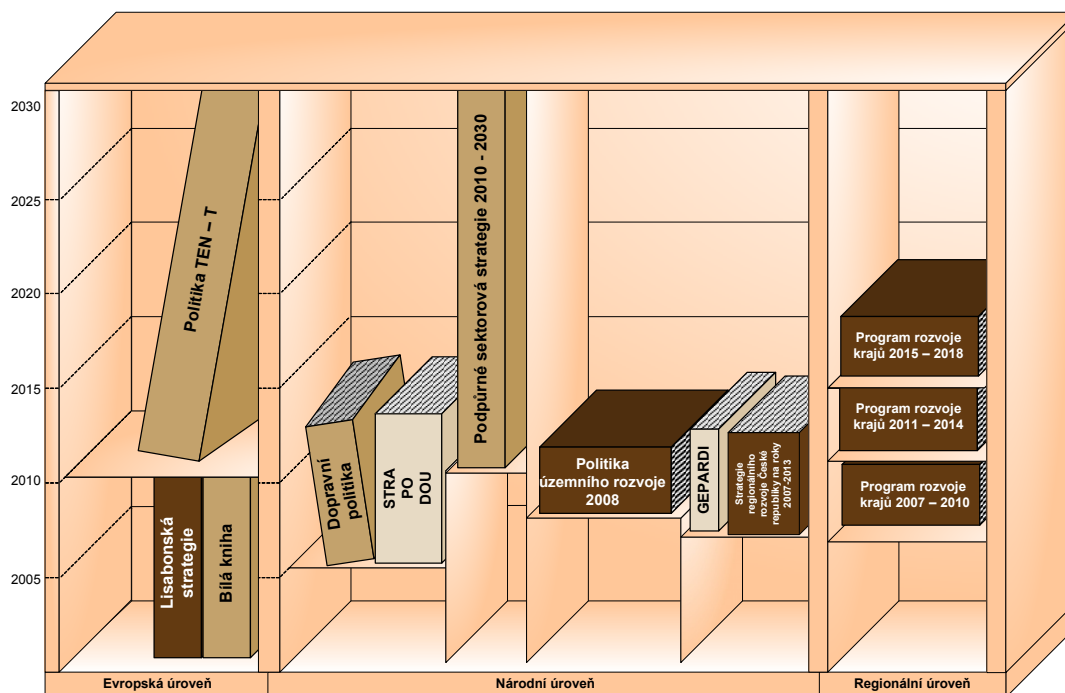 2030
2025
2020
2015
2010
2005
Politika TEN – T
Lisabonská
strategie
Bílá kniha
Dopravní
politika
STRA
PO
DOU
Podpůrné sektorová strategie 2010 - 2030
Politika
územního rozvoje
2008
GEPARDI
Strategie
regionálního
rozvoje České
republiky na roky
2007-2013
Program rozvoje
krajů 2015 – 2018
Program rozvoje
krajů 2011 – 2014
Program rozvoje
krajů 2007 – 2010
Evropská úroveň
Národní úroveň
Regionální úroveň